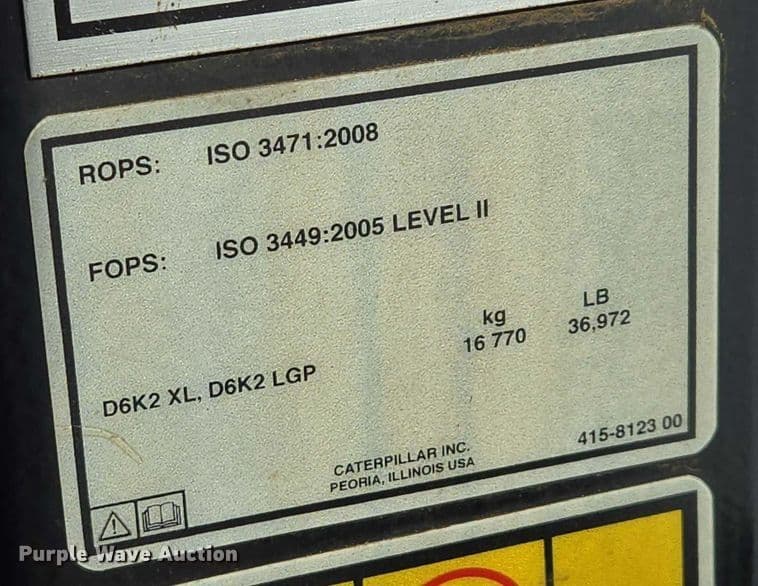 ROPS: ISO 3471:2008
FOPS: ISO 3449:2005 LEVEL II
kg LB
16 770 36,972
D6K2 XL, D6K2 LGP
415-8123 00
CATERPILLAR INC.
PEORIA, ILLINOIS USA
Purple Wave Auction